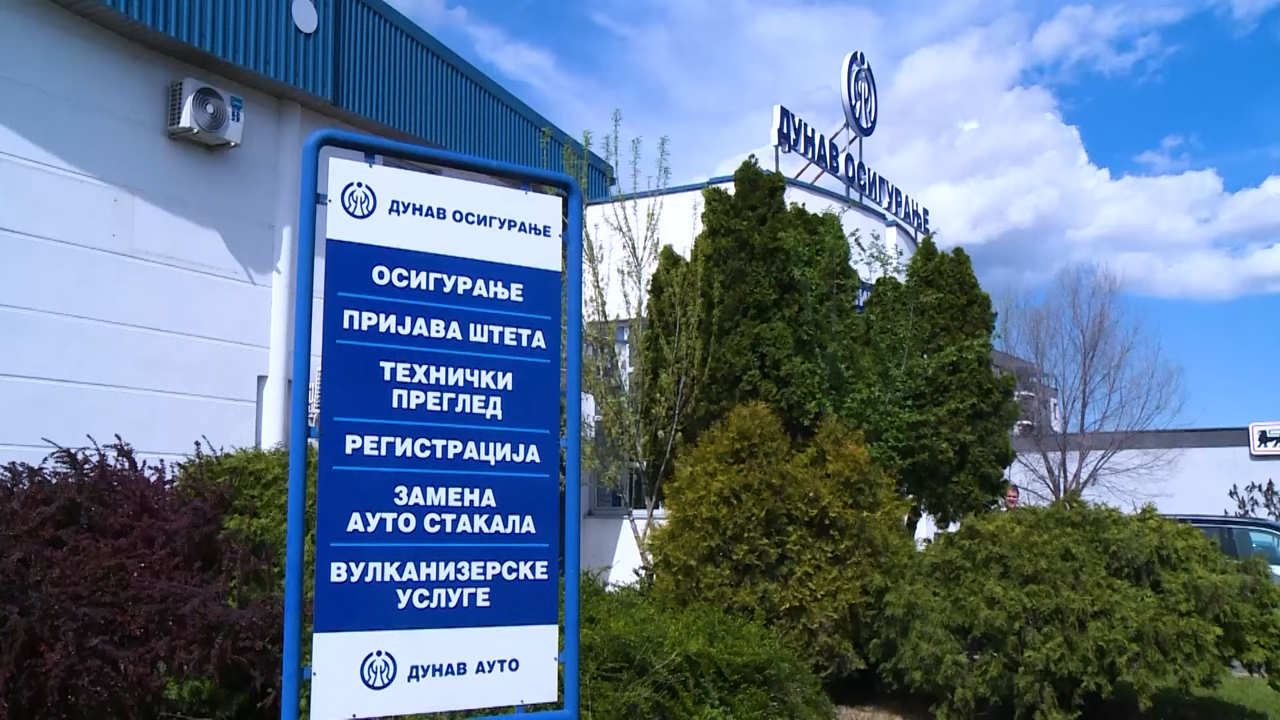 ДУНАВ ОСИГУРАЊЕ
ОСИГУРАЊЕ
ПРИЈАВА ШТЕТА
ТЕХНИЧКИ
ПРЕГЛЕД
РЕГИСТРАЦИЈА
ЗАМЕНА
АУТО СТАКАЛА
ВУЛКАНИЗЕРСКЕ
УСЛУГЕ
ДУНАВ АУТО
ДУНАВ ОСИГУРАЊЕ